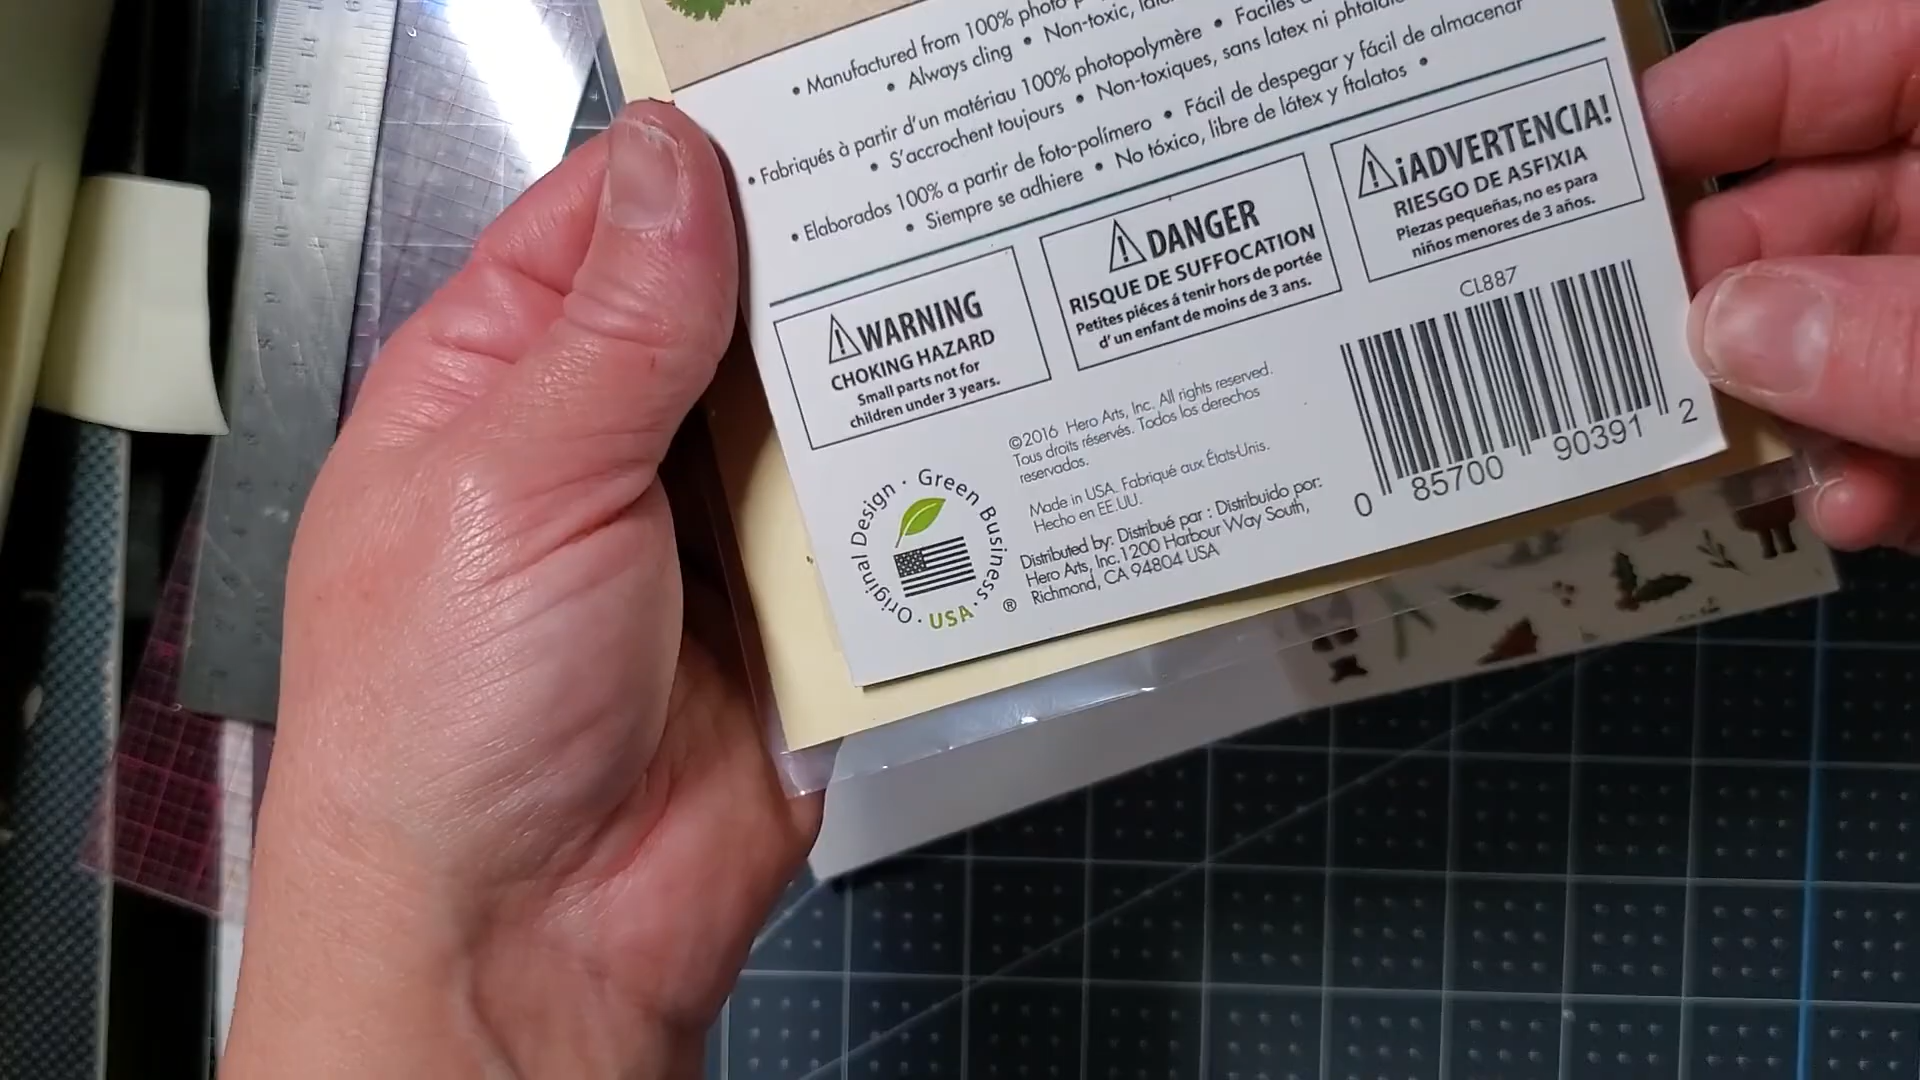 • Manufactured from 100% photo
• Always cling • Non-toxic,
• Fabriqués à partir d'un matériau 100% photopolymère • Faciles
• S'accrochent toujours • Non-toxiques, sans latex ni
• Elaborados 100% a partir de foto-polímero • Fácil de despegar y fácil de almacenar
• Siempre se adhiere • No tóxico, libre de látex y ftalatos •
⚠WARNING
CHOKING HAZARD
Small parts not for
children under 3 years.
⚠DANGER
RISQUE DE SUFFOCATION
Petites piéces á tenir hors de portée
d'un enfant de moins de 3 ans.
⚠¡ADVERTENCIA!
RIESGO DE ASFIXIA
Piezas pequeñas, no es para
niños menores de 3 años.
CL887
0 85700 90391 2
©2016 Hero Arts, Inc. All rights reserved.
Tous droits réservés. Todos los derechos
reservados.
Made in USA. Fabriqué aux États-Unis.
Hecho en EE.UU.
Distributed by: Distribué par : Distribuido por:
Hero Arts, Inc. 1200 Harbour Way South,
Richmond, CA 94804 USA
Original Design · Green Business · USA · ®